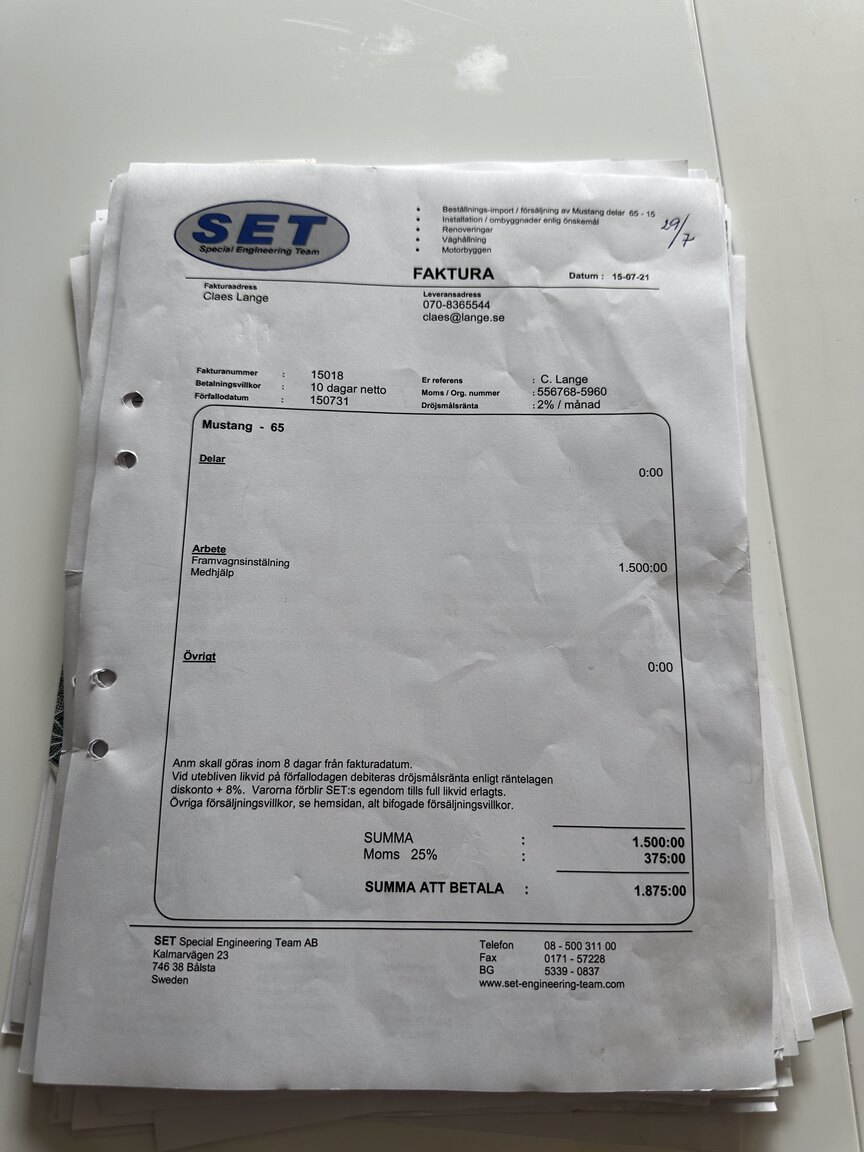 SET
Special Engineering Team
• Beställnings-import / försäljning av Mustang delar 65 - 15
• Installation / ombyggnader enlig önskemål
• Renoveringar
• Väghållning
• Motorbyggen
29/7
FAKTURA
Datum : 15-07-21
Fakturaadress
Claes Lange
Leveransadress
070-8365544
claes@lange.se
Fakturanummer : 15018
Betalningsvillkor : 10 dagar netto
Förfallodatum : 150731
Er referens : C. Lange
Moms / Org. nummer : 556768-5960
Dröjsmålsränta : 2% / månad
Mustang - 65
Delar
0:00
Arbete
Framvagnsinstälning
1.500:00
Medhjälp
Övrigt
0:00
Anm skall göras inom 8 dagar från fakturadatum.
Vid utebliven likvid på förfallodagen debiteras dröjsmålsränta enligt räntelagen
diskonto + 8%. Varorna förblir SET:s egendom tills full likvid erlagts.
Övriga försäljningsvillkor, se hemsidan, alt bifogade försäljningsvillkor.
SUMMA : 1.500:00
Moms 25% : 375:00
SUMMA ATT BETALA : 1.875:00
SET Special Engineering Team AB
Kalmarvägen 23
746 38 Bålsta
Sweden
Telefon 08 - 500 311 00
Fax 0171 - 57228
BG 5339 - 0837
www.set-engineering-team.com